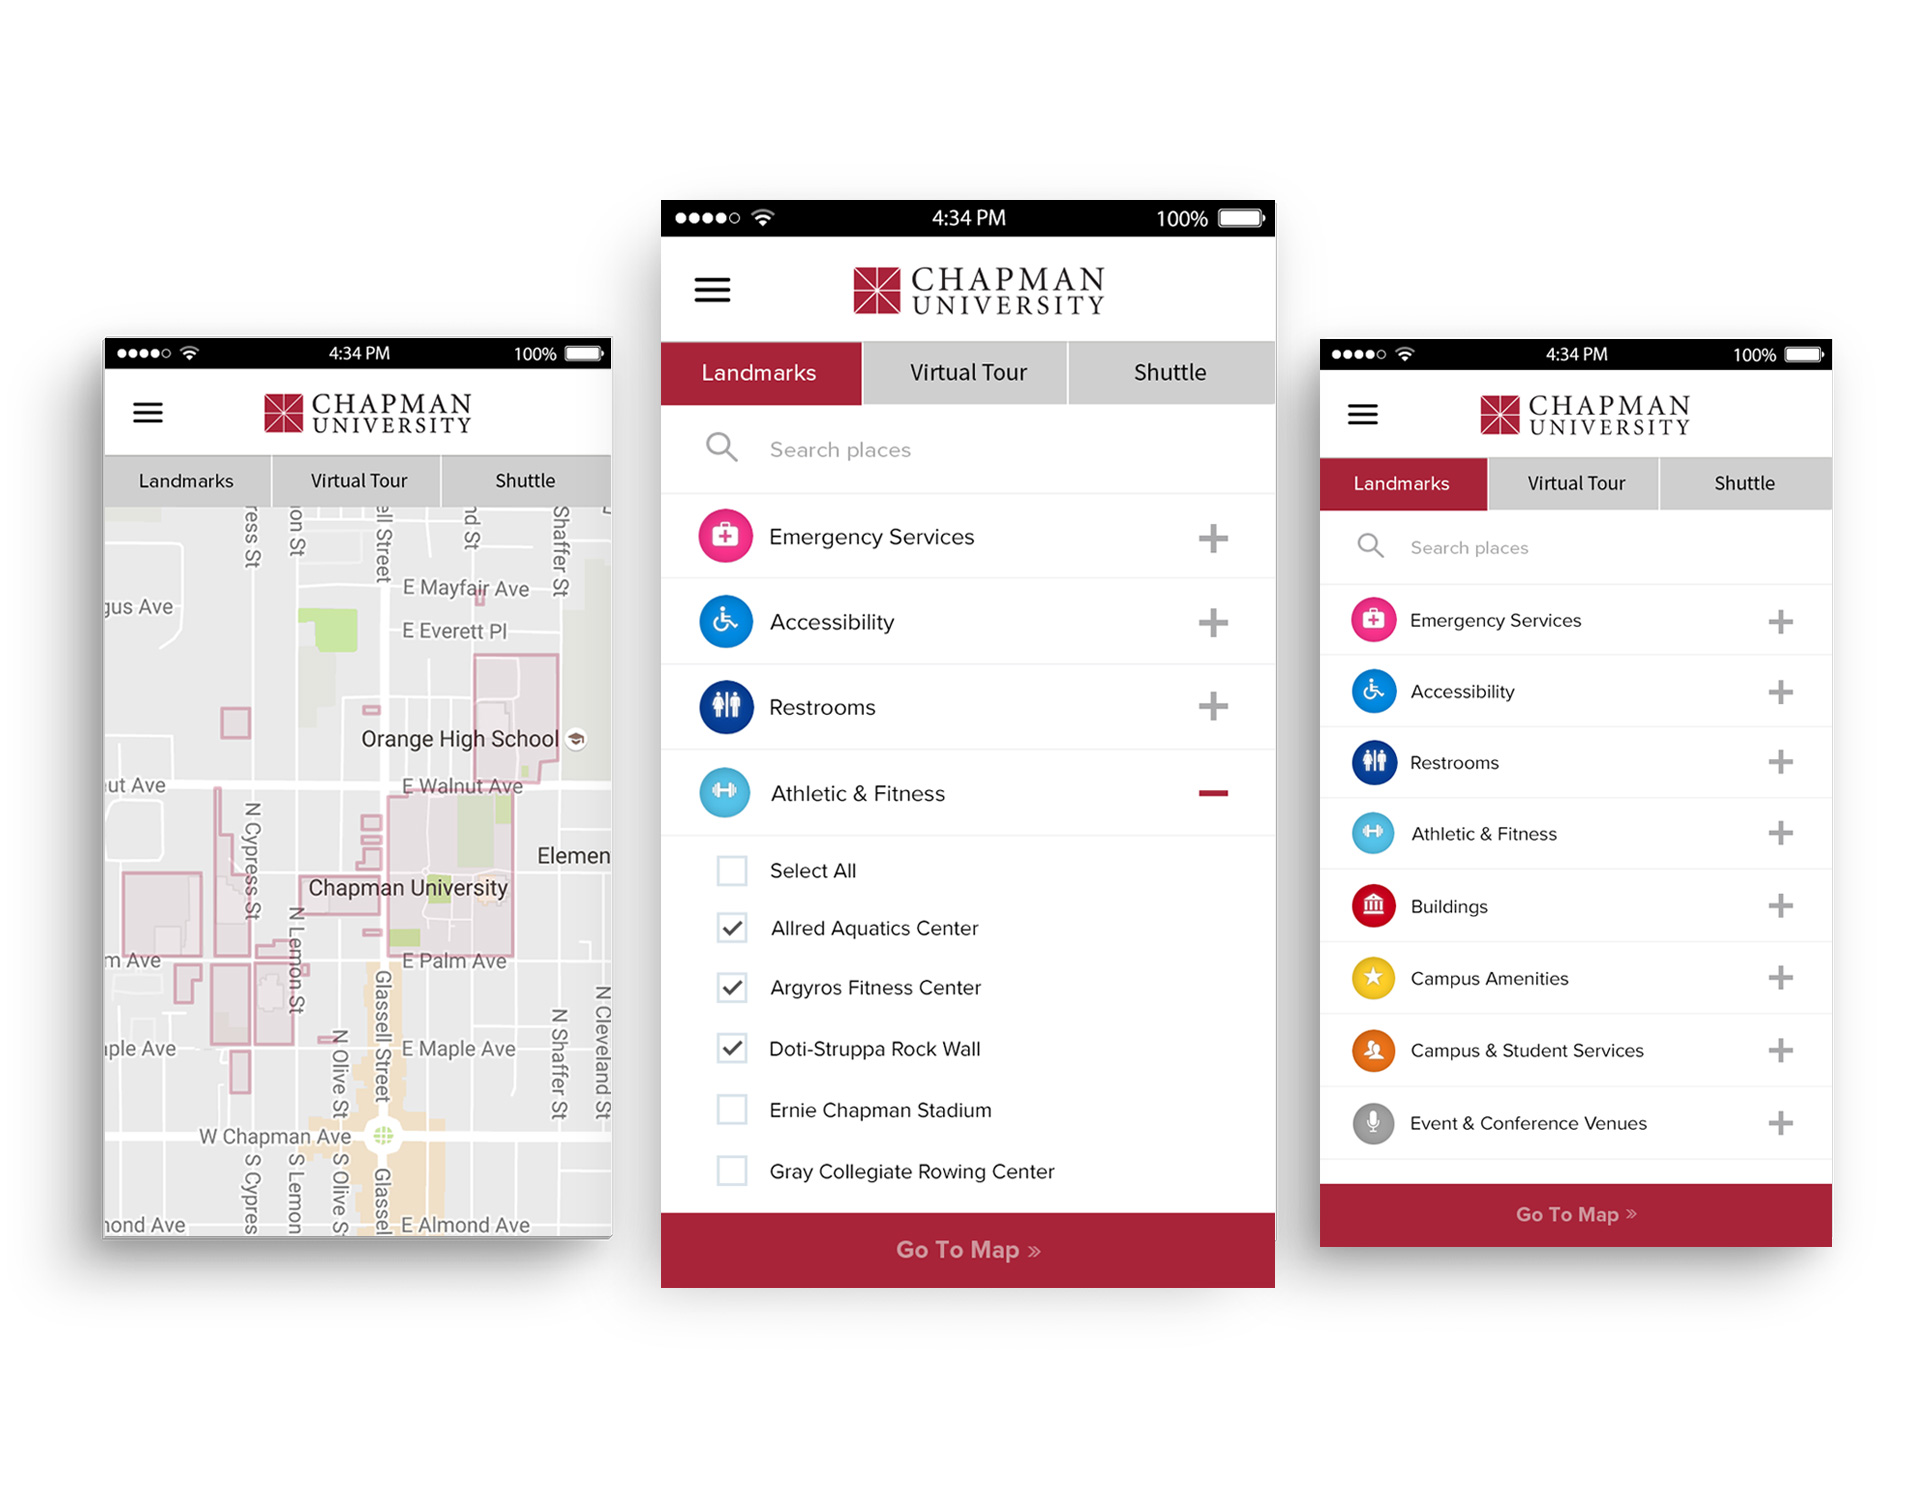 4:34 PM
100%
CHAPMAN
UNIVERSITY
Landmarks
Virtual Tour
Shuttle
ress St
on St
ell Street
nd St
Shaffer St
E Mayfair Ave
gus Ave
E Everett Pl
Orange High School
ut Ave
E Walnut Ave
N Cypress St
Elemen
Chapman University
N Lemon St
m Ave
E Palm Ave
Glassell Street
N Cleveland St
N Shaffer St
N Olive St
ple Ave
E Maple Ave
W Chapman Ave
S Cypres
S Lemon
S Olive S
Glassel
nond Ave
E Almond Ave
4:34 PM
100%
CHAPMAN
UNIVERSITY
Landmarks
Virtual Tour
Shuttle
Search places
Emergency Services
Accessibility
Restrooms
Athletic & Fitness
Select All
Allred Aquatics Center
Argyros Fitness Center
Doti-Struppa Rock Wall
Ernie Chapman Stadium
Gray Collegiate Rowing Center
Go To Map »
4:34 PM
100%
CHAPMAN
UNIVERSITY
Landmarks
Virtual Tour
Shuttle
Search places
Emergency Services
Accessibility
Restrooms
Athletic & Fitness
Buildings
Campus Amenities
Campus & Student Services
Event & Conference Venues
Go To Map »